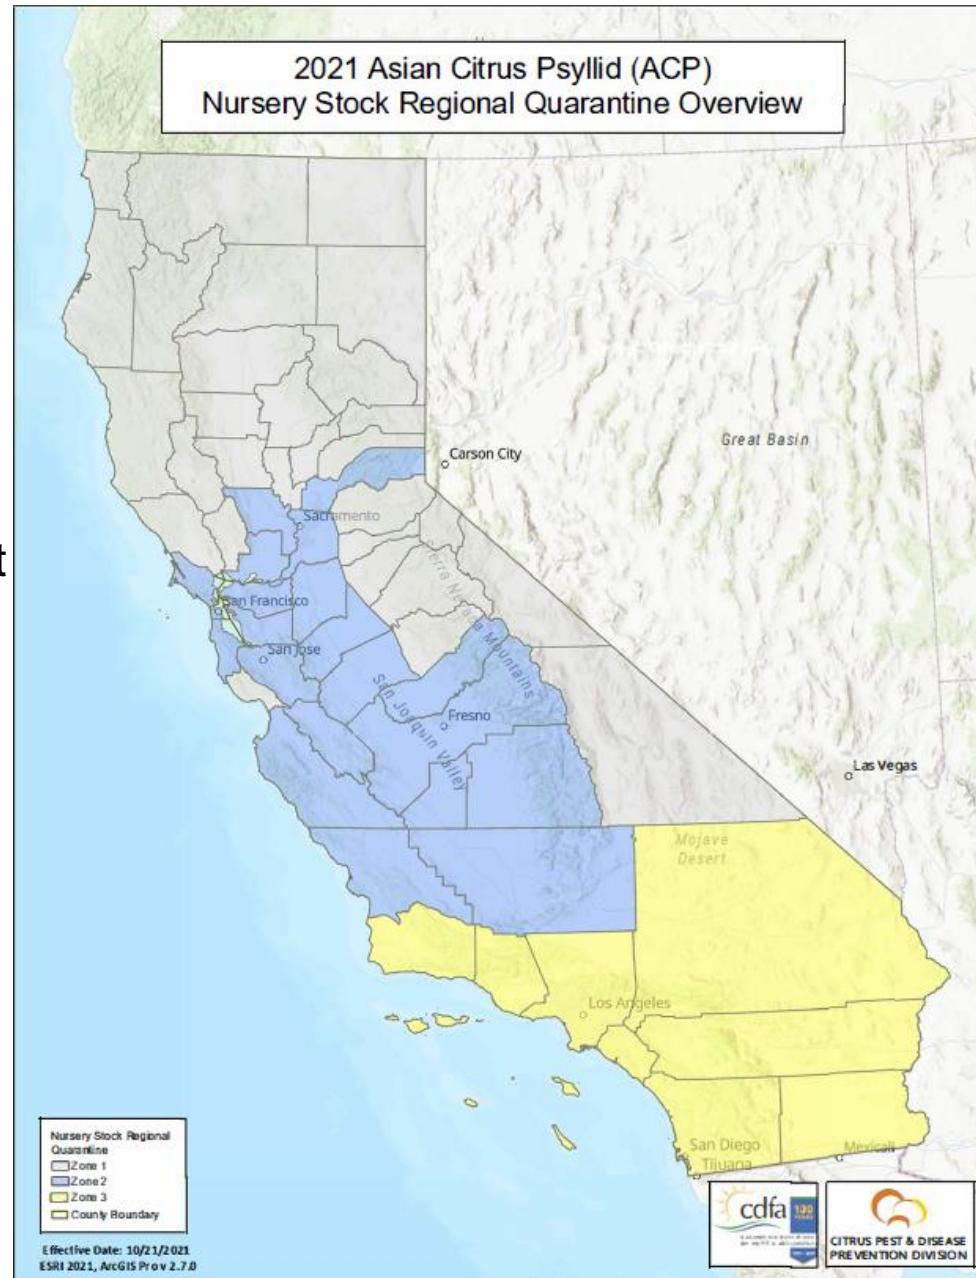 2021 Asian Citrus Psyllid (ACP)
Nursery Stock Regional Quarantine Overview
Carson City
Great Basin
Sacramento
t
San Francisco
San Jose
Nevada Mountains
San Joaquin Valley
Fresno
Las Vegas
Mojave
Desert
Los Angeles
San Diego
Tijuana
Mexicali
Nursery Stock Regional
Quarantine
Zone 1
Zone 2
Zone 3
County Boundary
Effective Date: 10/21/2021
ESRI 2021, ArcGIS Pro v 2.7.0
cdfa
100
CITRUS PEST & DISEASE
PREVENTION DIVISION